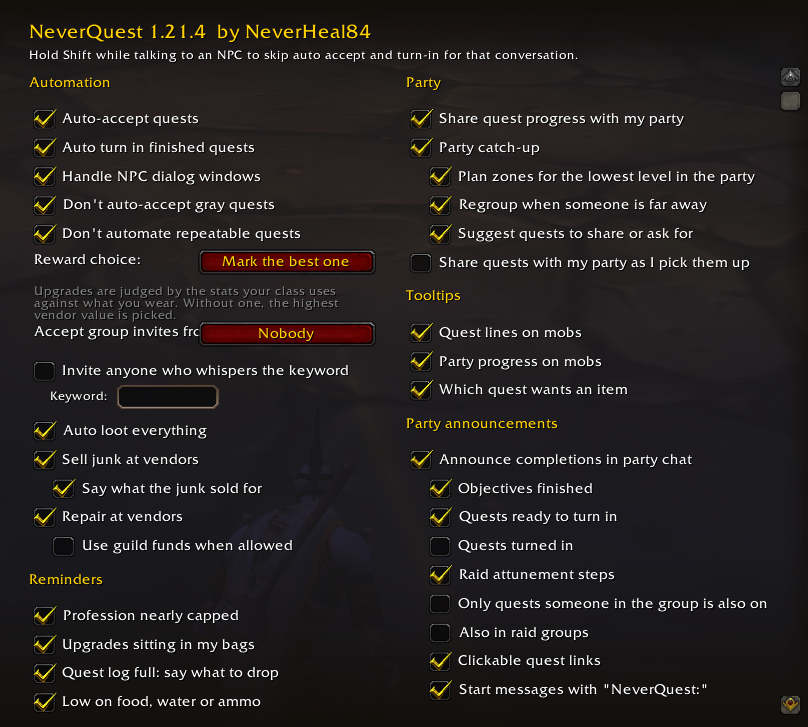 NeverQuest 1.21.4 by NeverHeal84
Hold Shift while talking to an NPC to skip auto accept and turn-in for that conversation.
Automation
Auto-accept quests
Auto turn in finished quests
Handle NPC dialog windows
Don't auto-accept gray quests
Don't automate repeatable quests
Reward choice:
Mark the best one
Upgrades are judged by the stats your class uses
against what you wear. Without one, the highest
vendor value is picked.
Accept group invites frc
Nobody
Invite anyone who whispers the keyword
Keyword:
Auto loot everything
Sell junk at vendors
Say what the junk sold for
Repair at vendors
Use guild funds when allowed
Reminders
Profession nearly capped
Upgrades sitting in my bags
Quest log full: say what to drop
Low on food, water or ammo
Party
Share quest progress with my party
Party catch-up
Plan zones for the lowest level in the party
Regroup when someone is far away
Suggest quests to share or ask for
Share quests with my party as I pick them up
Tooltips
Quest lines on mobs
Party progress on mobs
Which quest wants an item
Party announcements
Announce completions in party chat
Objectives finished
Quests ready to turn in
Quests turned in
Raid attunement steps
Only quests someone in the group is also on
Also in raid groups
Clickable quest links
Start messages with "NeverQuest:"